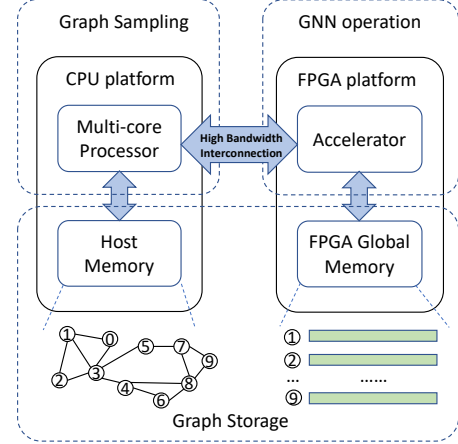 Graph Sampling
GNN operation
CPU platform
FPGA platform
Multi-core
Processor
High Bandwidth
Interconnection
Accelerator
Host
Memory
FPGA Global
Memory
1
0
5
7
9
3
2
4
8
6
①
②
...
......
⑨
Graph Storage